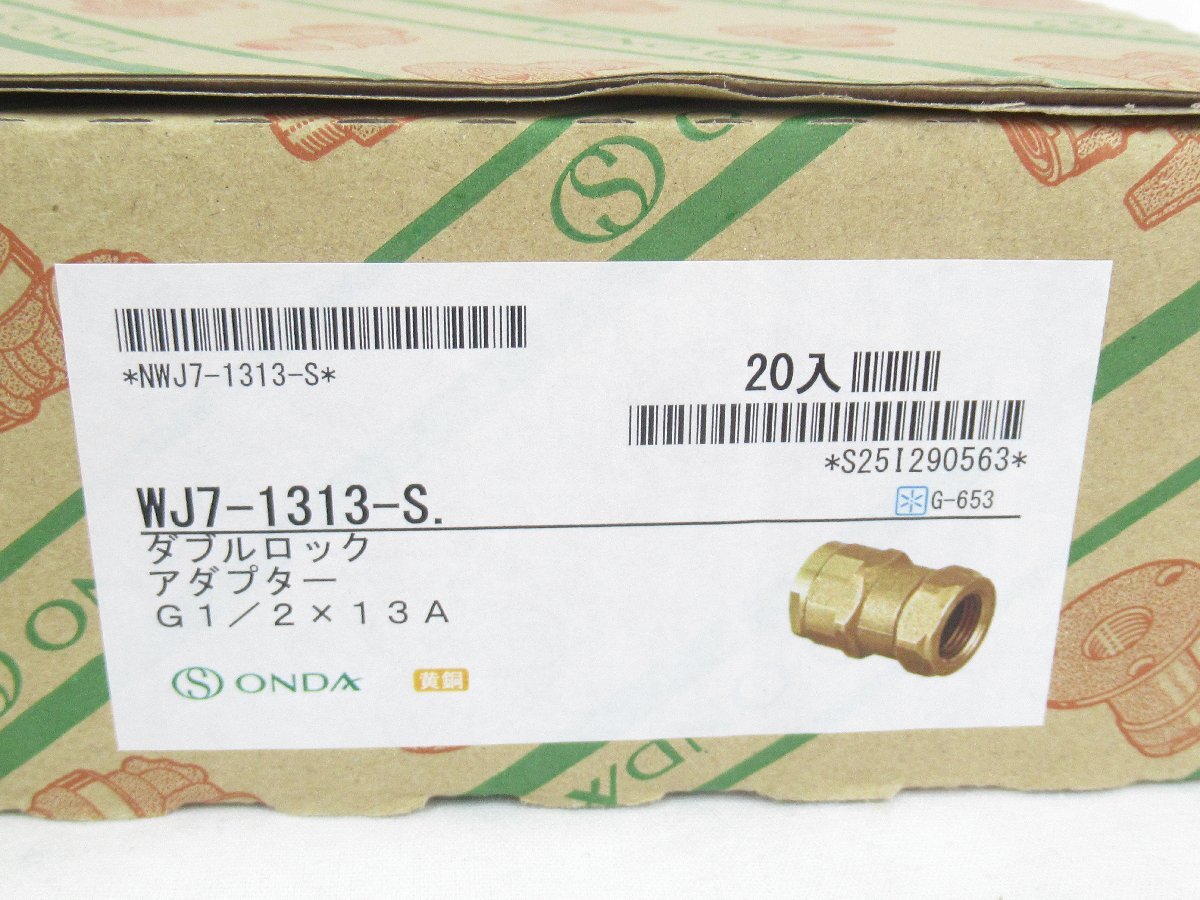 *NWJ7-1313-S*
20入
*S25I290563*
WJ7-1313-S.
G-653
ダブルロック
アダプター
G1/2×13A
S ONDA
黄銅